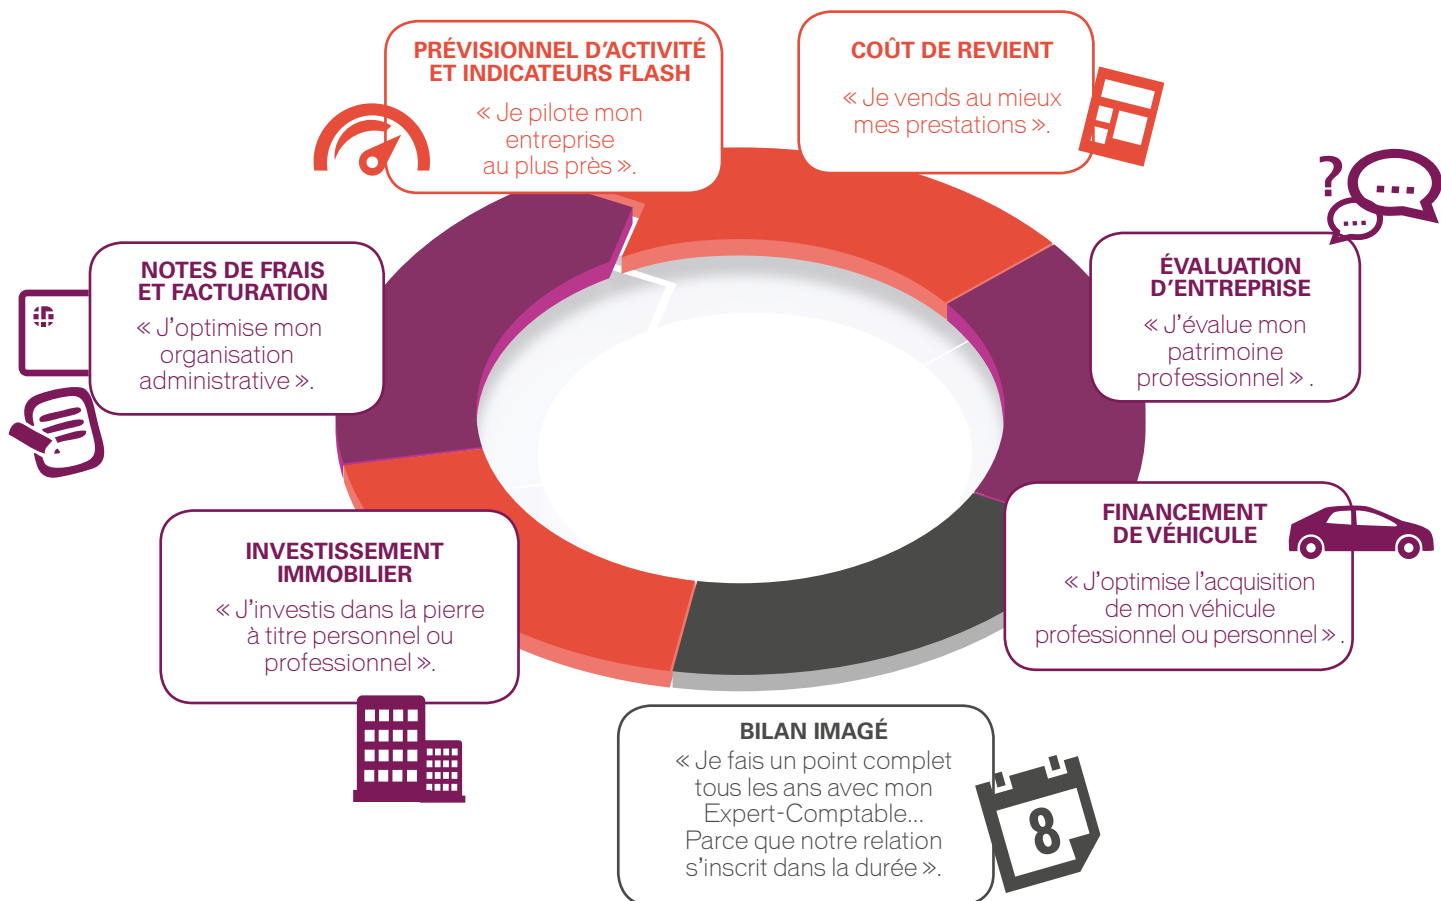 PRÉVISIONNEL D'ACTIVITÉ
ET INDICATEURS FLASH
« Je pilote mon
entreprise
au plus près ».
COÛT DE REVIENT
« Je vends au mieux
mes prestations ».
?
...
...
ÉVALUATION
D'ENTREPRISE
« J'évalue mon
patrimoine
professionnel » .
NOTES DE FRAIS
ET FACTURATION
« J'optimise mon
organisation
administrative ».
FINANCEMENT
DE VÉHICULE
« J'optimise l'acquisition
de mon véhicule
professionnel ou personnel » .
INVESTISSEMENT
IMMOBILIER
« J'investis dans la pierre
à titre personnel ou
professionnel ».
BILAN IMAGÉ
« Je fais un point complet
tous les ans avec mon
Expert-Comptable...
Parce que notre relation
s'inscrit dans la durée ».
8